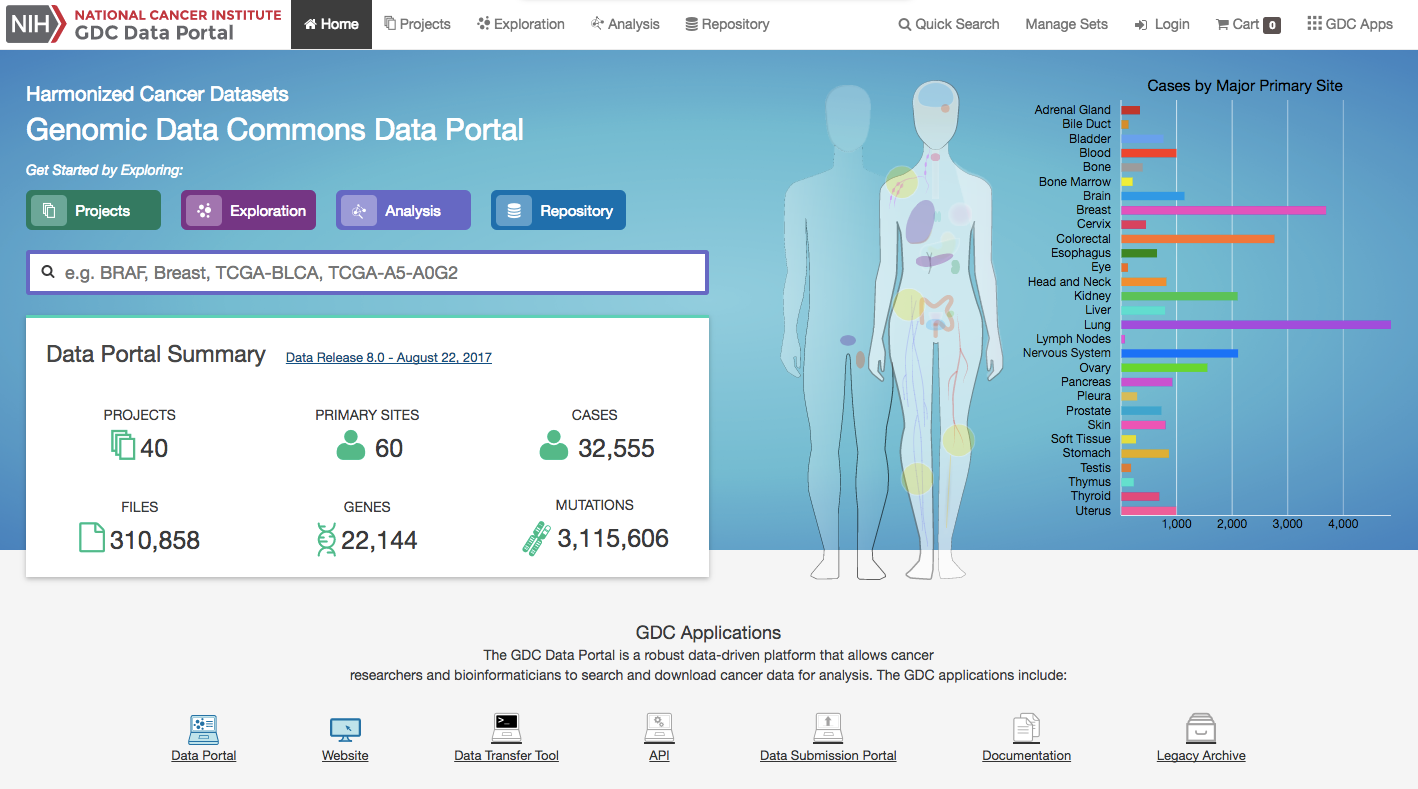 NIH NATIONAL CANCER INSTITUTE
GDC Data Portal
Home
Projects
Exploration
Analysis
Repository
Quick Search
Manage Sets
Login
Cart 0
GDC Apps
Harmonized Cancer Datasets
Genomic Data Commons Data Portal
Get Started by Exploring:
Projects
Exploration
Analysis
Repository
e.g. BRAF, Breast, TCGA-BLCA, TCGA-A5-A0G2
Data Portal Summary
Data Release 8.0 - August 22, 2017
PROJECTS
40
PRIMARY SITES
60
CASES
32,555
FILES
310,858
GENES
22,144
MUTATIONS
3,115,606
Cases by Major Primary Site
Adrenal Gland
Bile Duct
Bladder
Blood
Bone
Bone Marrow
Brain
Breast
Cervix
Colorectal
Esophagus
Eye
Head and Neck
Kidney
Liver
Lung
Lymph Nodes
Nervous System
Ovary
Pancreas
Pleura
Prostate
Skin
Soft Tissue
Stomach
Testis
Thymus
Thyroid
Uterus
1,000 2,000 3,000 4,000
GDC Applications
The GDC Data Portal is a robust data-driven platform that allows cancer
researchers and bioinformaticians to search and download cancer data for analysis. The GDC applications include:
>_
Data Portal
Website
Data Transfer Tool
API
Data Submission Portal
Documentation
Legacy Archive